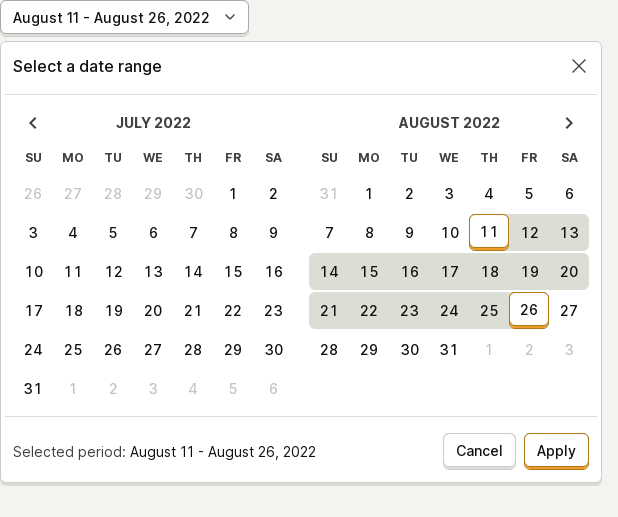 August 11 - August 26, 2022
Select a date range
JULY 2022
SU MO TU WE TH FR SA
26 27 28 29 30 1 2
3 4 5 6 7 8 9
10 11 12 13 14 15 16
17 18 19 20 21 22 23
24 25 26 27 28 29 30
31 1 2 3 4 5 6
AUGUST 2022
SU MO TU WE TH FR SA
31 1 2 3 4 5 6
7 8 9 10 11 12 13
14 15 16 17 18 19 20
21 22 23 24 25 26 27
28 29 30 31 1 2 3
Selected period: August 11 - August 26, 2022
Cancel
Apply